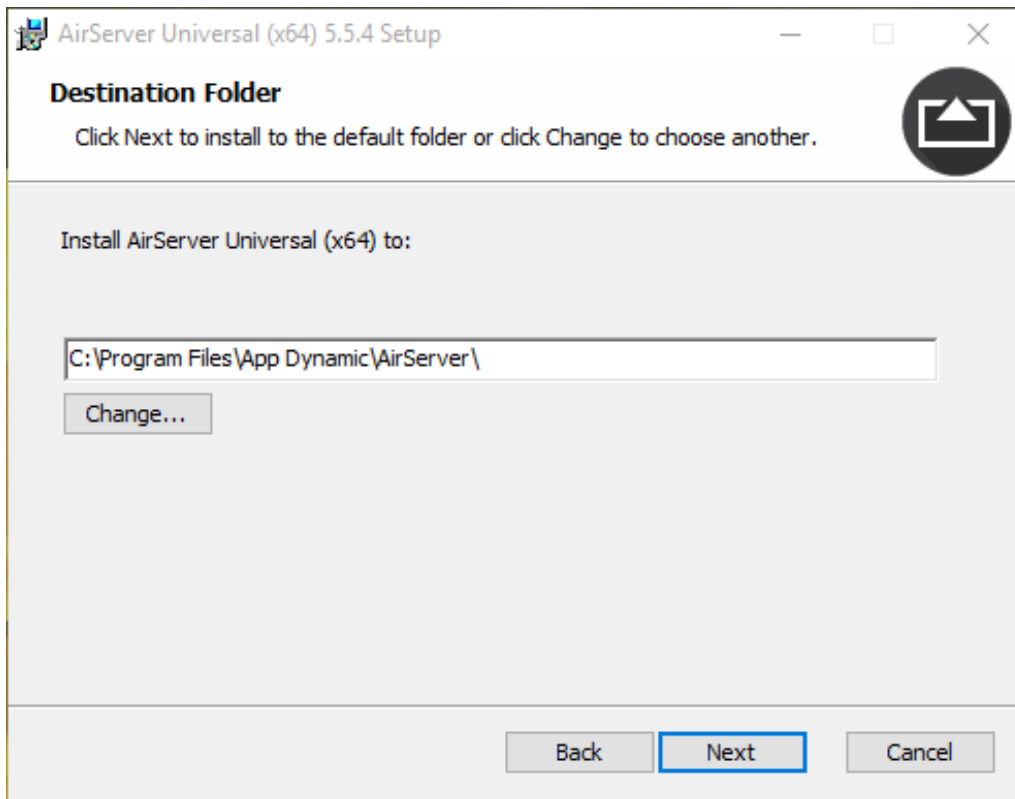 AirServer Universal (x64) 5.5.4 Setup
Destination Folder
Click Next to install to the default folder or click Change to choose another.
Install AirServer Universal (x64) to:
C:\Program Files\App Dynamic\AirServer\
Change...
Back Next Cancel